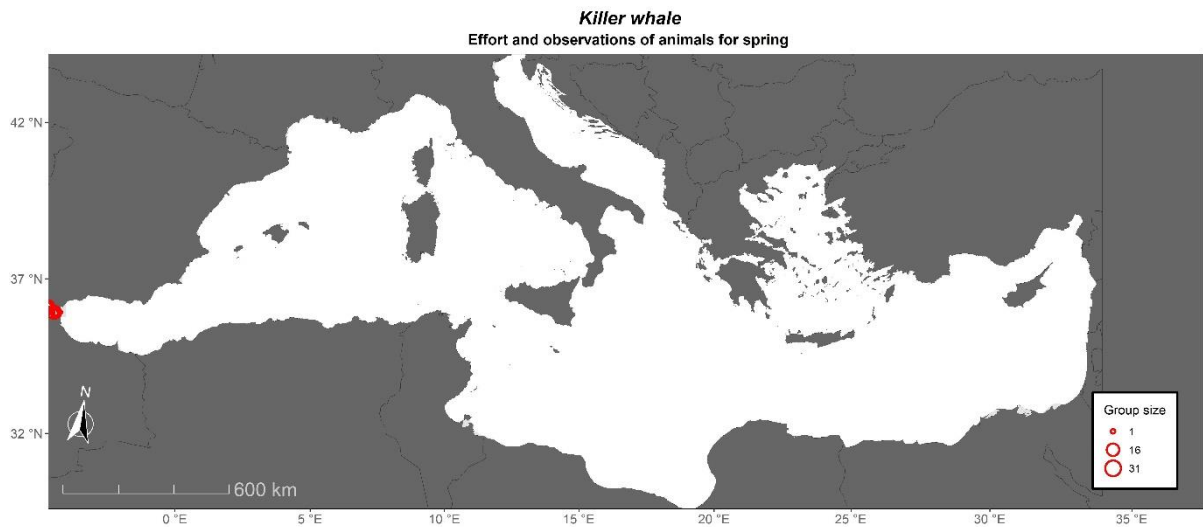 Killer whale
Effort and observations of animals for spring
42 °N
37 °N
32 °N
N
600 km
Group size
1
16
31
0 °E
5 °E
10 °E
15 °E
20 °E
25 °E
30 °E
35 °E